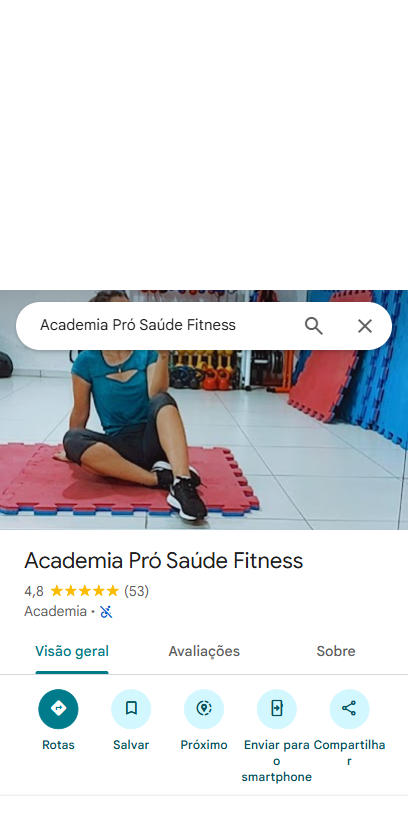 Academia Pró Saúde Fitness
Academia Pró Saúde Fitness
4,8 (53)
Academia ·
Visão geral Avaliações Sobre
Rotas Salvar Próximo Enviar para Compartilha
o r
smartphone